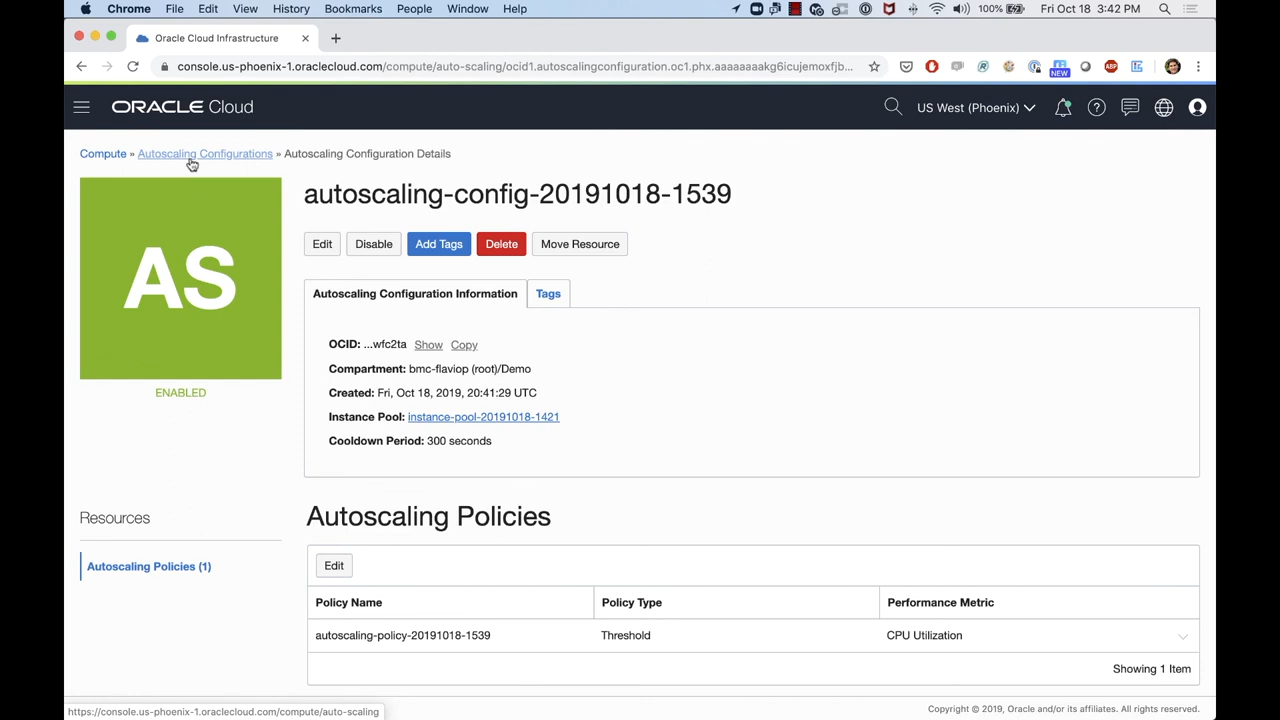 Chrome File Edit View History Bookmarks People Window Help 100% Fri Oct 18 3:42 PM
Oracle Cloud Infrastructure
console.us-phoenix-1.oraclecloud.com/compute/auto-scaling/ocid1.autoscalingconfiguration.oc1.phx.aaaaaaaakg6icujemoxfjb...
NEW
ABP
ORACLE Cloud
US West (Phoenix)
Compute » Autoscaling Configurations » Autoscaling Configuration Details
AS
ENABLED
autoscaling-config-20191018-1539
Edit Disable Add Tags Delete Move Resource
Autoscaling Configuration Information Tags
OCID: ...wfc2ta Show Copy
Compartment: bmc-flaviop (root)/Demo
Created: Fri, Oct 18, 2019, 20:41:29 UTC
Instance Pool: instance-pool-20191018-1421
Cooldown Period: 300 seconds
Resources
Autoscaling Policies (1)
Autoscaling Policies
Edit
Policy Name Policy Type Performance Metric
autoscaling-policy-20191018-1539 Threshold CPU Utilization
Showing 1 Item
https://console.us-phoenix-1.oraclecloud.com/compute/auto-scaling
Copyright © 2019, Oracle and/or its affiliates. All rights reserved.